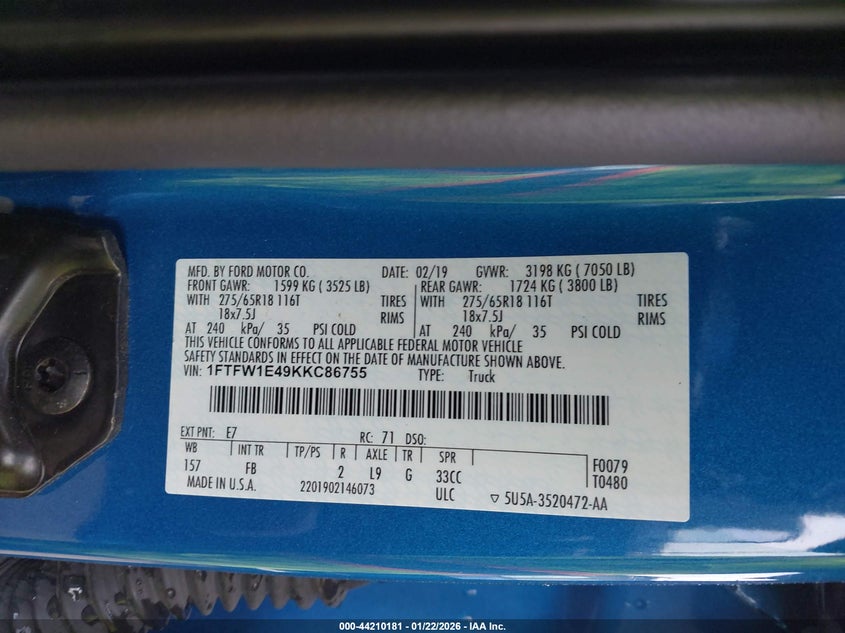 MFD. BY FORD MOTOR CO. DATE: 02/19 GVWR: 3198 KG ( 7050 LB)
FRONT GAWR: 1599 KG ( 3525 LB) REAR GAWR: 1724 KG ( 3800 LB)
WITH 275/65R18 116T TIRES WITH 275/65R18 116T TIRES
18x7.5J RIMS 18x7.5J RIMS
AT 240 kPa/ 35 PSI COLD AT 240 kPa/ 35 PSI COLD
THIS VEHICLE CONFORMS TO ALL APPLICABLE FEDERAL MOTOR VEHICLE
SAFETY STANDARDS IN EFFECT ON THE DATE OF MANUFACTURE SHOWN ABOVE.
VIN: 1FTFW1E49KKC86755 TYPE: Truck
EXT PNT: E7 RC: 71 DSO:
WB INT TR TP/PS R AXLE TR SPR F0079
157 FB 2 L9 G 33CC T0480
MADE IN U.S.A. 2201902146073 ULC ▽ 5U5A-3520472-AA
000-44210181 - 01/22/2026 - IAA Inc.